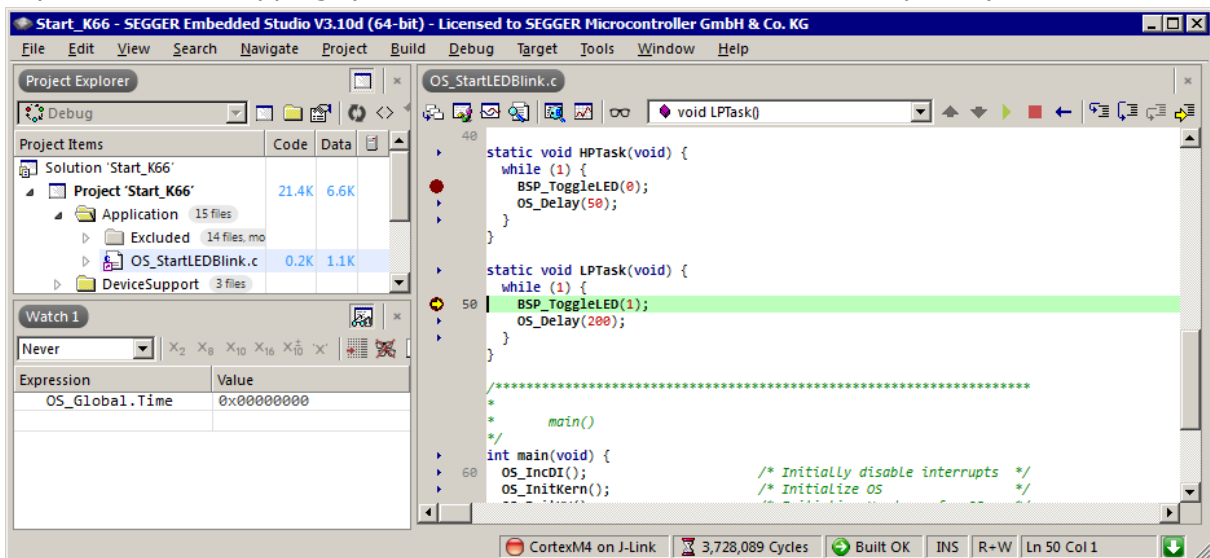 Start_K66 - SEGGER Embedded Studio V3.10d (64-bit) - Licensed to SEGGER Microcontroller GmbH & Co. KG
File Edit View Search Navigate Project Build Debug Target Tools Window Help
Project Explorer
Debug
Project Items Code Data
Solution 'Start_K66'
Project 'Start_K66' 21.4K 6.6K
Application 15 files
Excluded 14 files, mo
OS_StartLEDBlink.c 0.2K 1.1K
DeviceSupport 3 files
Watch 1
Never X2 X8 X10 X16 X±10 'X'
Expression Value
OS_Global.Time 0x00000000
OS_StartLEDBlink.c
void LPTask()
40
static void HPTask(void) {
while (1) {
BSP_ToggleLED(0);
OS_Delay(50);
}
}
static void LPTask(void) {
while (1) {
50 BSP_ToggleLED(1);
OS_Delay(200);
}
}
/*********************************************************************
*
* main()
*/
int main(void) {
60 OS_IncDI(); /* Initially disable interrupts */
OS_InitKern(); /* Initialize OS */
CortexM4 on J-Link 3,728,089 Cycles Built OK INS R+W Ln 50 Col 1